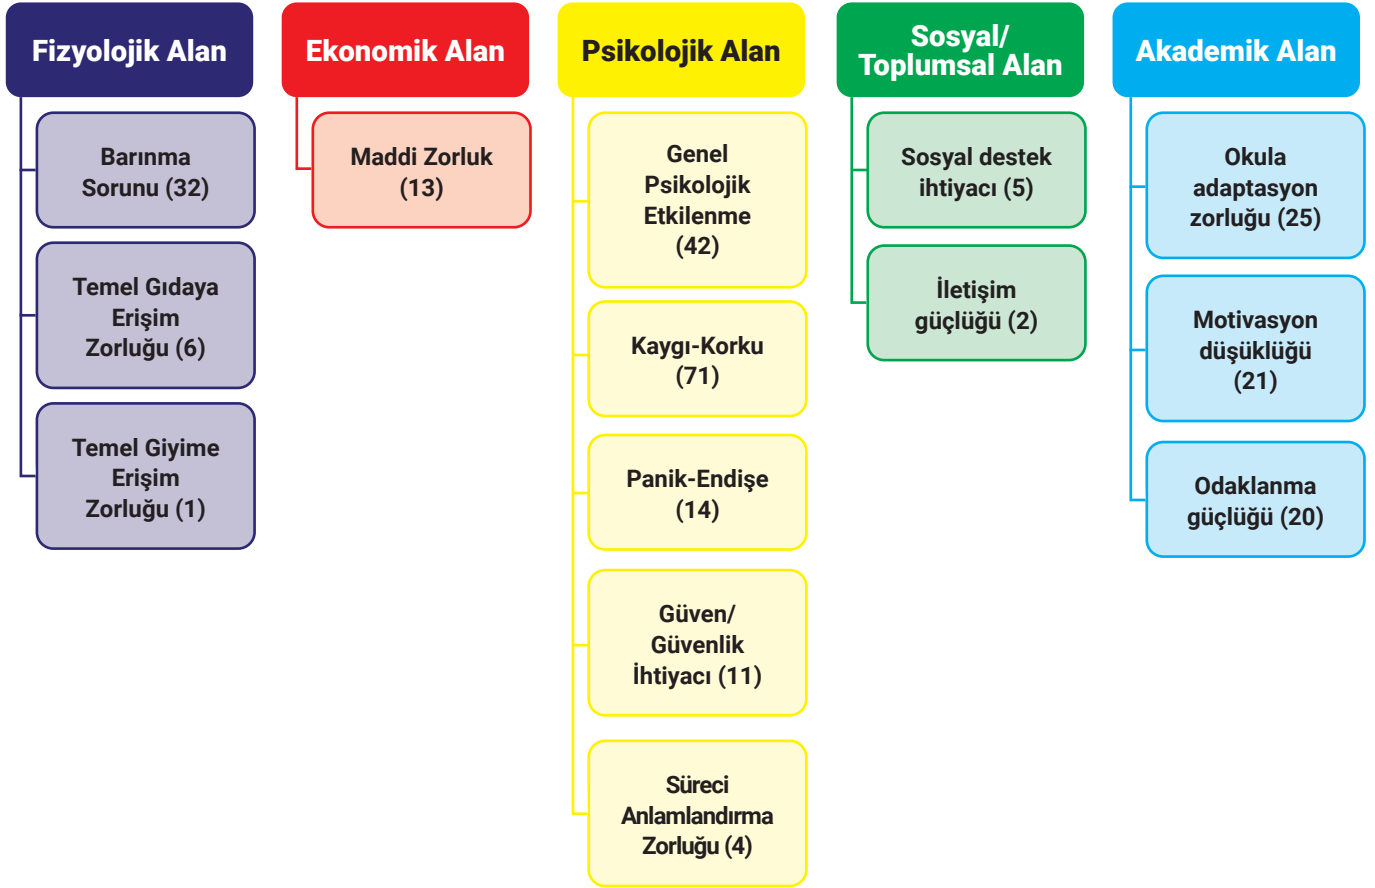 Fizyolojik Alan
Barınma
Sorunu (32)
Temel Gıdaya
Erişim
Zorluğu (6)
Temel Giyime
Erişim
Zorluğu (1)
Ekonomik Alan
Maddi Zorluk
(13)
Psikolojik Alan
Genel
Psikolojik
Etkilenme
(42)
Kaygı-Korku
(71)
Panik-Endişe
(14)
Güven/
Güvenlik
İhtiyacı (11)
Süreci
Anlamlandırma
Zorluğu (4)
Sosyal/
Toplumsal Alan
Sosyal destek
ihtiyacı (5)
İletişim
güçlüğü (2)
Akademik Alan
Okula
adaptasyon
zorluğu (25)
Motivasyon
düşüklüğü
(21)
Odaklanma
güçlüğü (20)